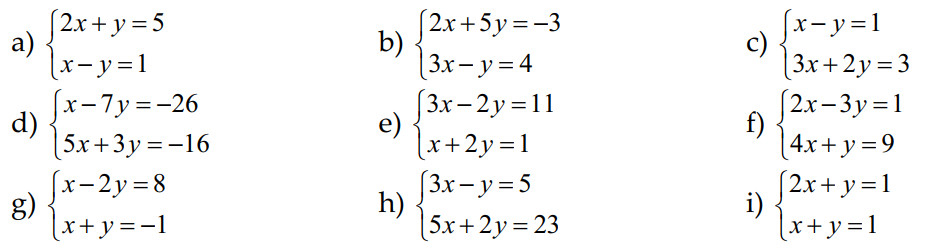 a) {2x + y = 5
x − y = 1
b) {2x + 5y = −3
3x − y = 4
c) {x − y = 1
3x + 2y = 3
d) {x − 7y = −26
5x + 3y = −16
e) {3x − 2y = 11
x + 2y = 1
f) {2x − 3y = 1
4x + y = 9
g) {x − 2y = 8
x + y = −1
h) {3x − y = 5
5x + 2y = 23
i) {2x + y = 1
x + y = 1